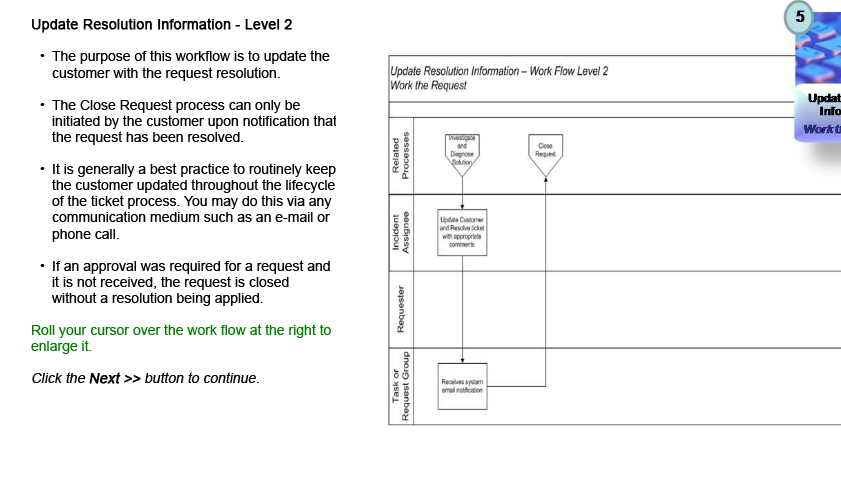 Update Resolution Information - Level 2
• The purpose of this workflow is to update the
customer with the request resolution.
• The Close Request process can only be
initiated by the customer upon notification that
the request has been resolved.
• It is generally a best practice to routinely keep
the customer updated throughout the lifecycle
of the ticket process. You may do this via any
communication medium such as an e-mail or
phone call.
• If an approval was required for a request and
it is not received, the request is closed
without a resolution being applied.
Roll your cursor over the work flow at the right to
enlarge it.
Click the Next >> button to continue.
Update Resolution Information – Work Flow Level 2
Work the Request
Related
Processes
Investigate
and
Diagnose
Solution
Close
Request
Incident
Assignee
Update Customer
and Resolve ticket
with appropriate
comments
Requester
Task or
Request Group
Receives system
email notification
5
Updat
Info
Work t